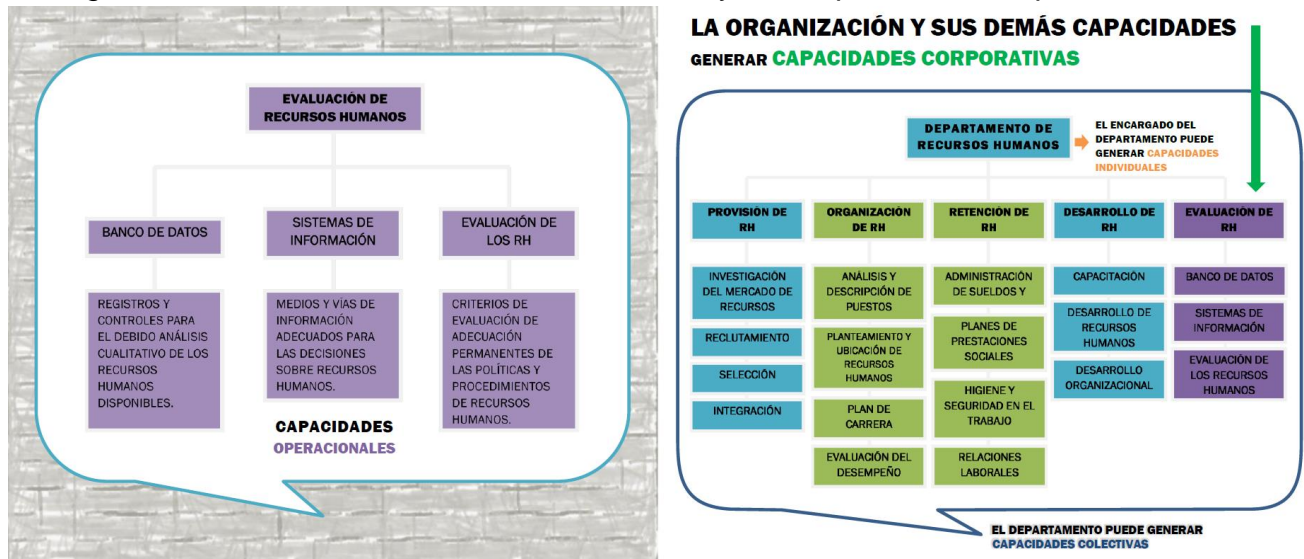 EVALUACIÓN DE
RECURSOS HUMANOS
BANCO DE DATOS
SISTEMAS DE
INFORMACIÓN
EVALUACIÓN DE
LOS RH
REGISTROS Y
CONTROLES PARA
EL DEBIDO ANÁLISIS
CUALITATIVO DE LOS
RECURSOS
HUMANOS
DISPONIBLES.
MEDIOS Y VÍAS DE
INFORMACIÓN
ADECUADOS PARA
LAS DECISIONES
SOBRE RECURSOS
HUMANOS.
CRITERIOS DE
EVALUACIÓN DE
ADECUACIÓN
PERMANENTES DE
LAS POLÍTICAS Y
PROCEDIMIENTOS
DE RECURSOS
HUMANOS.
CAPACIDADES
OPERACIONALES
LA ORGANIZACIÓN Y SUS DEMÁS CAPACIDADES
GENERAR CAPACIDADES CORPORATIVAS
DEPARTAMENTO DE
RECURSOS HUMANOS
EL ENCARGADO DEL
DEPARTAMENTO PUEDE
GENERAR CAPACIDADES
INDIVIDUALES
PROVISIÓN DE
RH
INVESTIGACIÓN
DEL MERCADO DE
RECURSOS
RECLUTAMIENTO
SELECCIÓN
INTEGRACIÓN
ORGANIZACIÓN
DE RH
ANÁLISIS Y
DESCRIPCIÓN DE
PUESTOS
PLANTEAMIENTO Y
UBICACIÓN DE
RECURSOS
HUMANOS
PLAN DE
CARRERA
EVALUACIÓN DEL
DESEMPEÑO
RETENCIÓN DE
RH
ADMINISTRACIÓN
DE SUELDOS Y
PLANES DE
PRESTACIONES
SOCIALES
HIGIENE Y
SEGURIDAD EN EL
TRABAJO
RELACIONES
LABORALES
DESARROLLO DE
RH
CAPACITACIÓN
DESARROLLO DE
RECURSOS
HUMANOS
DESARROLLO
ORGANIZACIONAL
EVALUACIÓN DE
RH
BANCO DE DATOS
SISTEMAS DE
INFORMACIÓN
EVALUACIÓN DE
LOS RECURSOS
HUMANOS
EL DEPARTAMENTO PUEDE GENERAR
CAPACIDADES COLECTIVAS